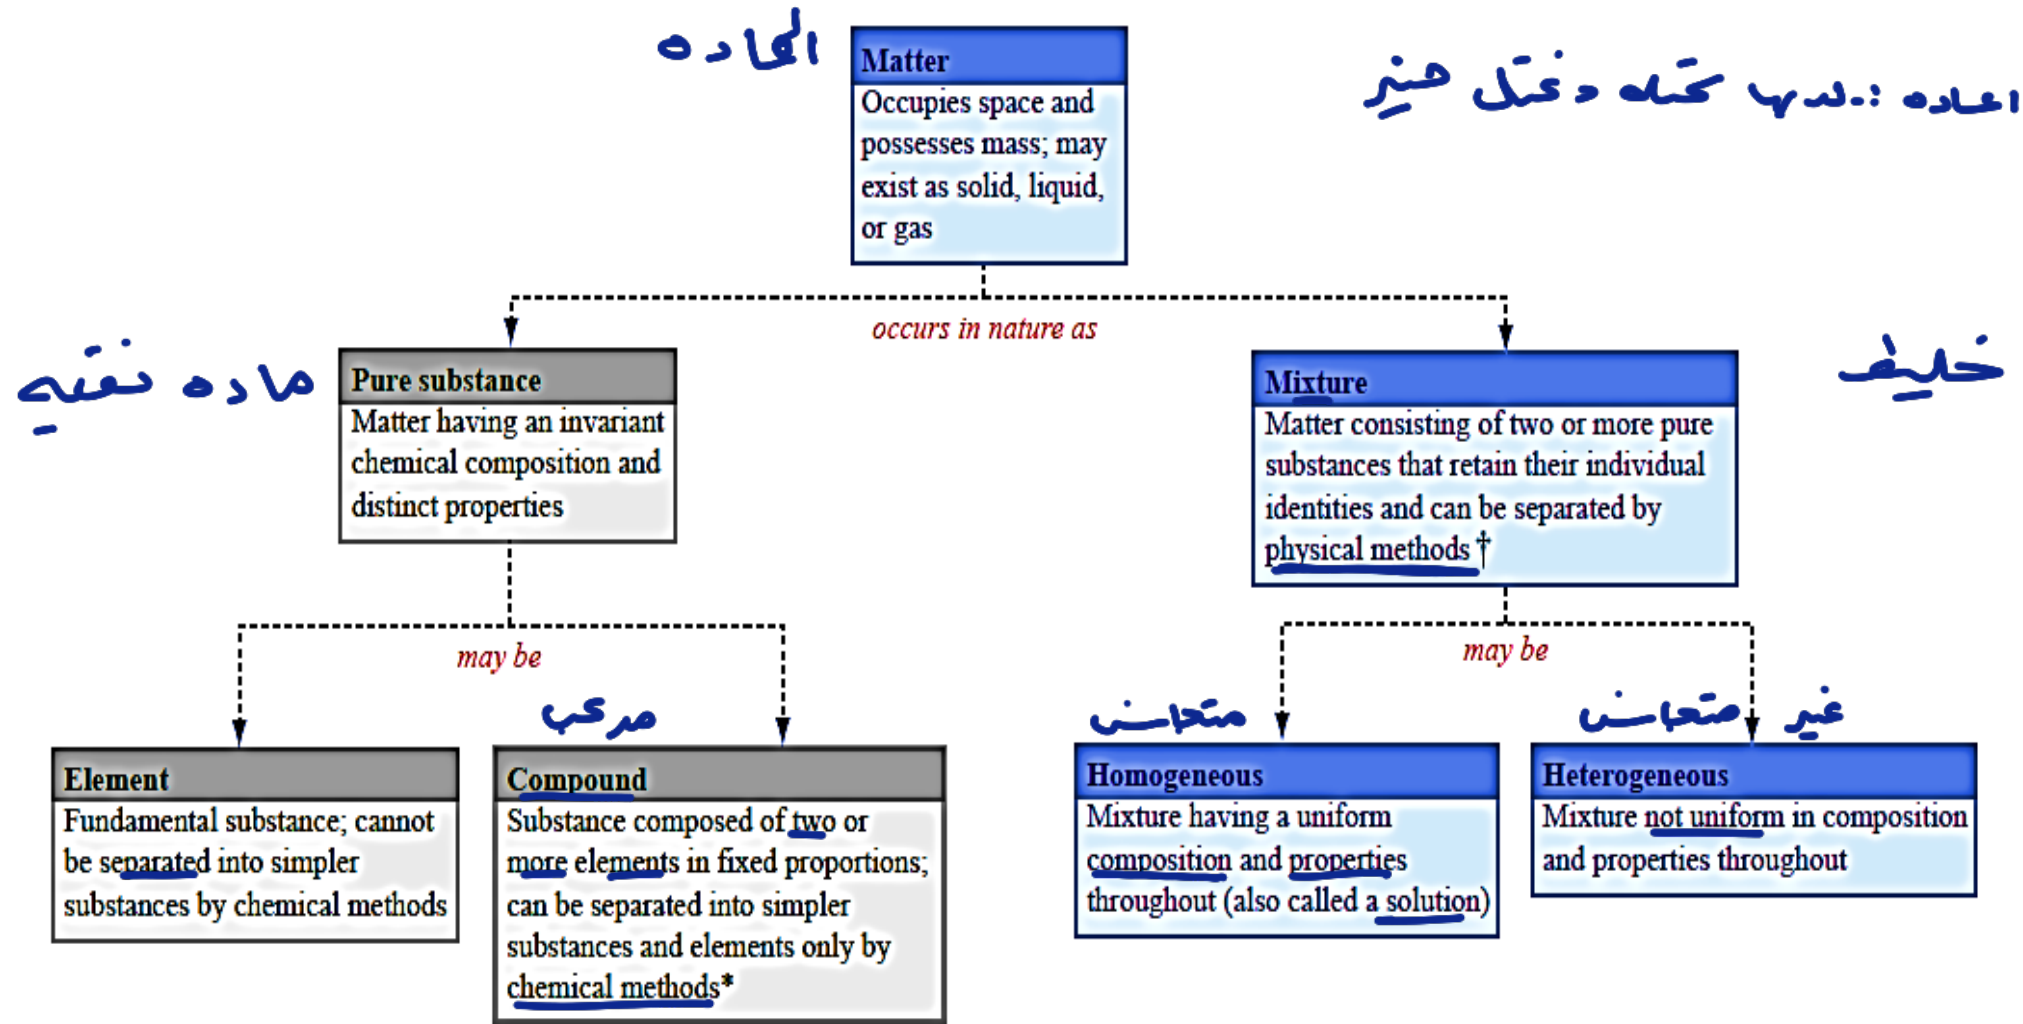 الماده
Matter
Occupies space and
possesses mass; may
exist as solid, liquid,
or gas
الماده :. لديها كتله وتحتل حيز
occurs in nature as
ماده نقيه
Pure substance
Matter having an invariant
chemical composition and
distinct properties
Mixture
Matter consisting of two or more pure
substances that retain their individual
identities and can be separated by
physical methods †
خليط
may be
may be
Element
Fundamental substance; cannot
be separated into simpler
substances by chemical methods
مركب
Compound
Substance composed of two or
more elements in fixed proportions;
can be separated into simpler
substances and elements only by
chemical methods*
متجانس
Homogeneous
Mixture having a uniform
composition and properties
throughout (also called a solution)
غير متجانس
Heterogeneous
Mixture not uniform in composition
and properties throughout